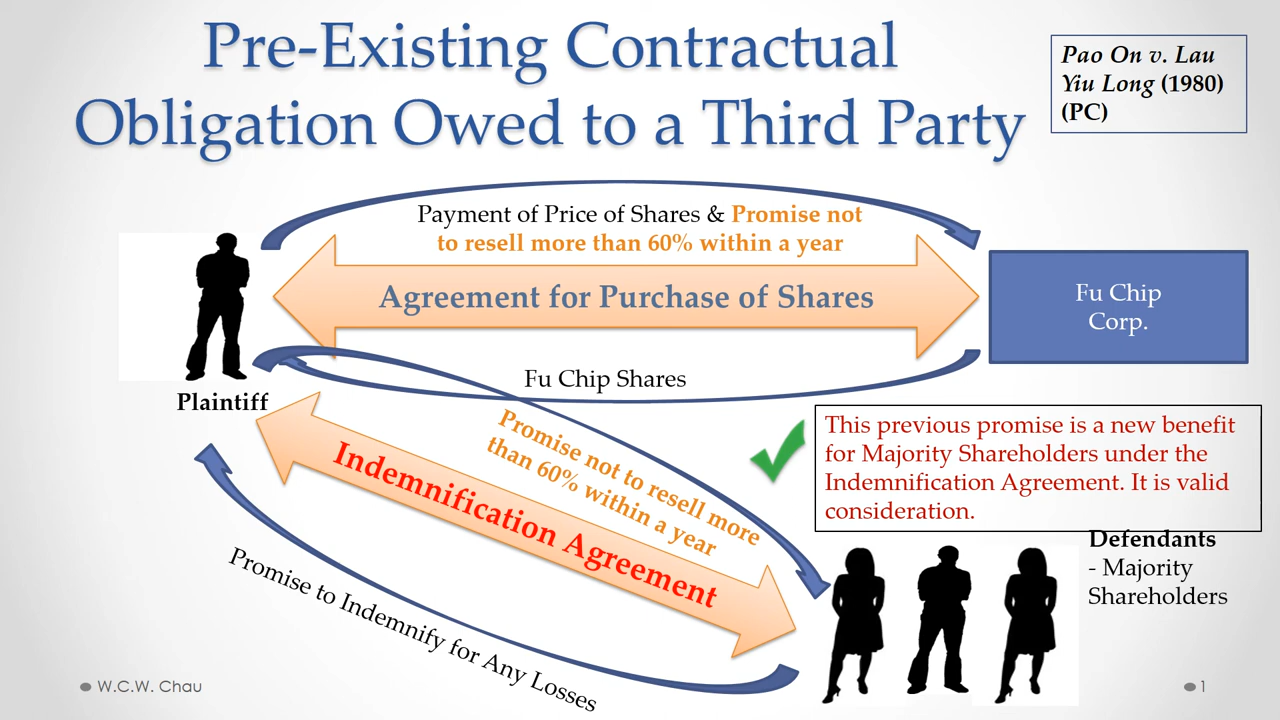 Pre-Existing Contractual
Obligation Owed to a Third Party
Pao On v. Lau
Yiu Long (1980)
(PC)
Payment of Price of Shares & Promise not
to resell more than 60% within a year
Agreement for Purchase of Shares
Fu Chip
Corp.
Fu Chip Shares
Plaintiff
Promise not to resell more
than 60% within a year
Indemnification Agreement
Promise to Indemnify for Any Losses
This previous promise is a new benefit
for Majority Shareholders under the
Indemnification Agreement. It is valid
consideration.
Defendants
- Majority
Shareholders
W.C.W. Chau
1